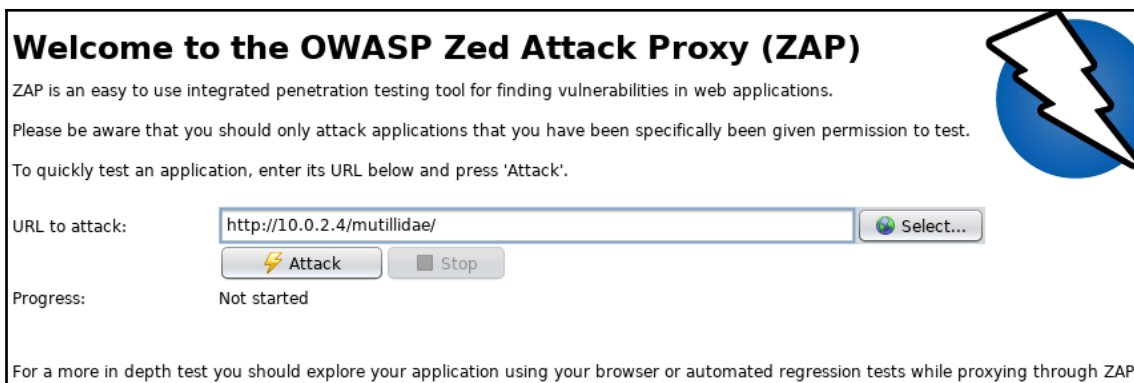 Welcome to the OWASP Zed Attack Proxy (ZAP)
ZAP is an easy to use integrated penetration testing tool for finding vulnerabilities in web applications.
Please be aware that you should only attack applications that you have been specifically been given permission to test.
To quickly test an application, enter its URL below and press 'Attack'.
URL to attack: http://10.0.2.4/mutillidae/ Select...
Attack Stop
Progress: Not started
For a more in depth test you should explore your application using your browser or automated regression tests while proxying through ZAP